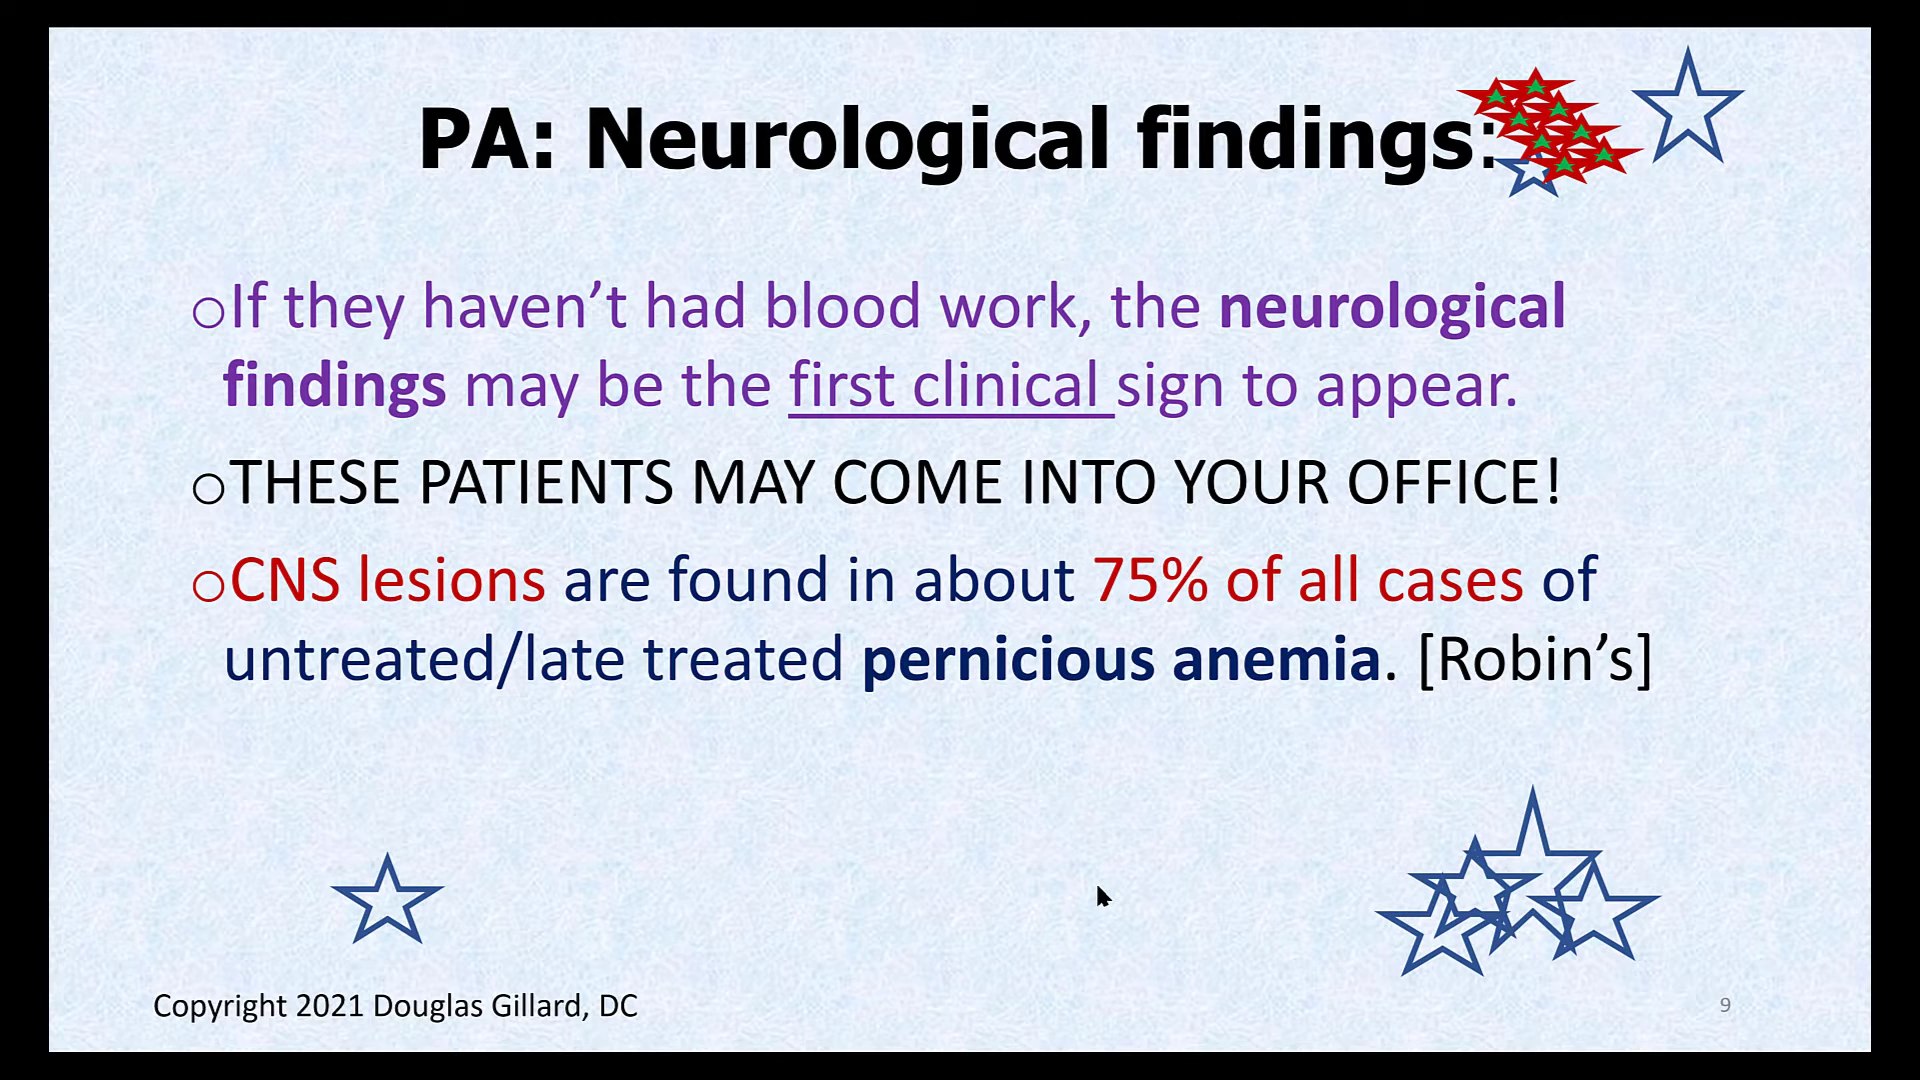 PA: Neurological findings:
oIf they haven’t had blood work, the neurological
findings may be the first clinical sign to appear.
oTHESE PATIENTS MAY COME INTO YOUR OFFICE!
oCNS lesions are found in about 75% of all cases of
untreated/late treated pernicious anemia. [Robin’s]
Copyright 2021 Douglas Gillard, DC
9